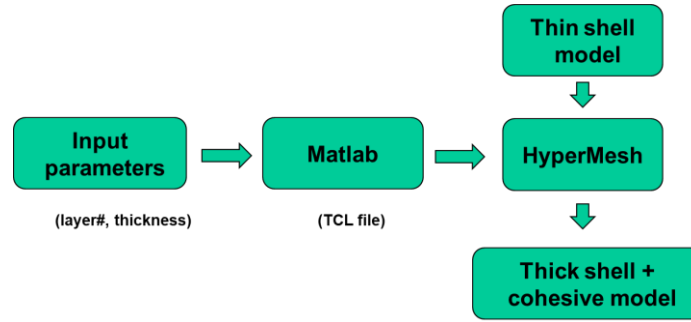 Thin shell
model
Input
parameters
Matlab
HyperMesh
(layer#, thickness)
(TCL file)
Thick shell +
cohesive model